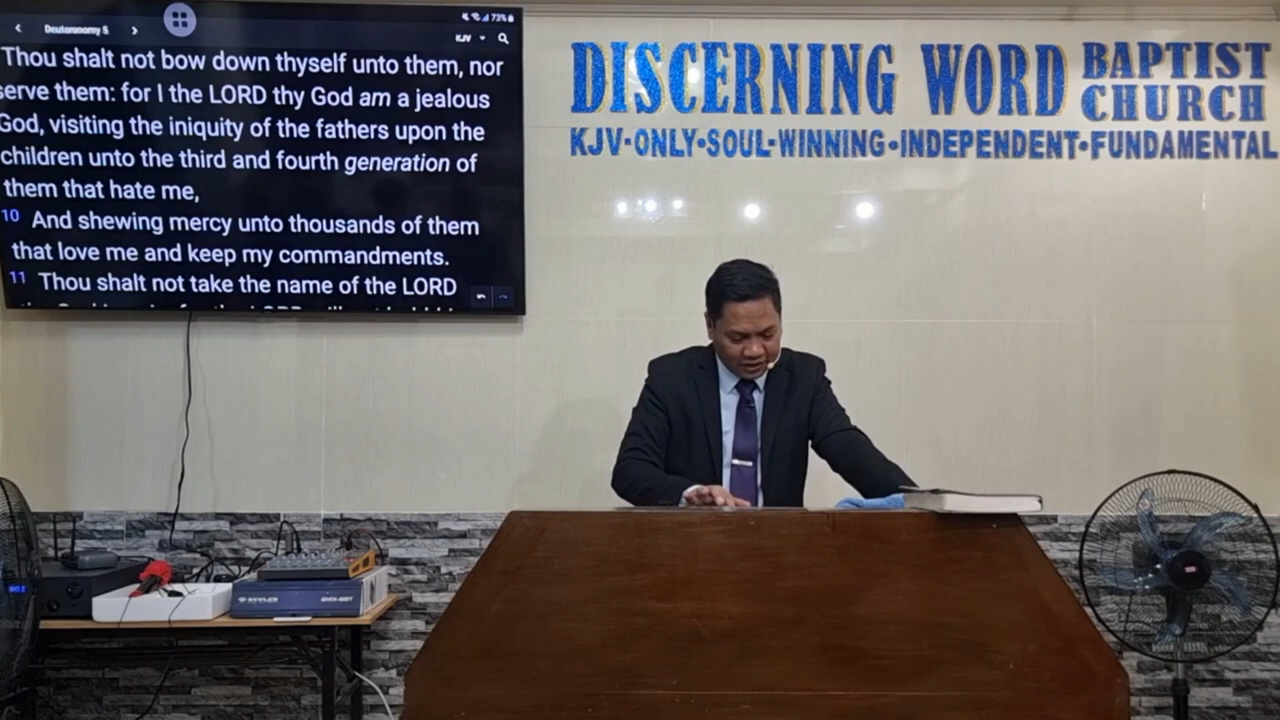 Deuteronomy 5
73%
KJV
Thou shalt not bow down thyself unto them, nor
serve them: for I the LORD thy God am a jealous
God, visiting the iniquity of the fathers upon the
children unto the third and fourth generation of
them that hate me,
10 And shewing mercy unto thousands of them
that love me and keep my commandments.
11 Thou shalt not take the name of the LORD
DISCERNING WORD BAPTIST CHURCH
KJV-ONLY•SOUL-WINNING•INDEPENDENT•FUNDAMENTAL